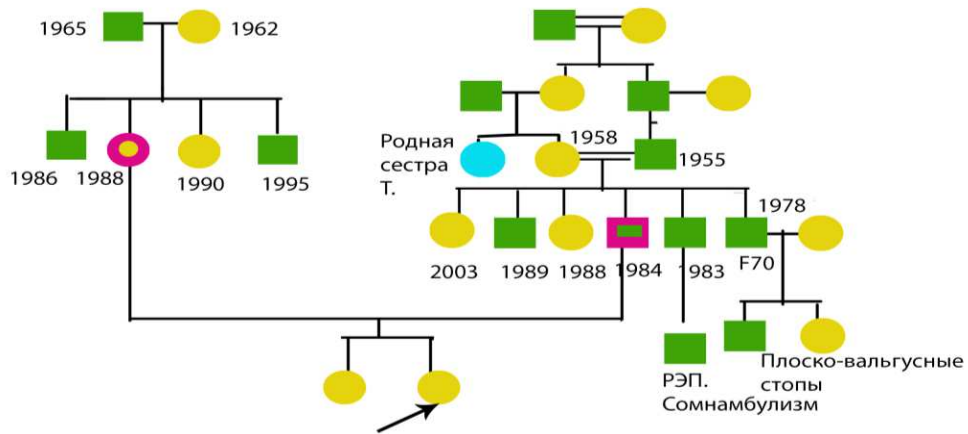 1965
1962
Родная
сестра
Т.
1958
1955
1986
1988
1990
1995
1978
2003
1989
1988
1984
1983
F70
Плоско-вальгусные
стопы
РЭП.
Сомнамбулизм